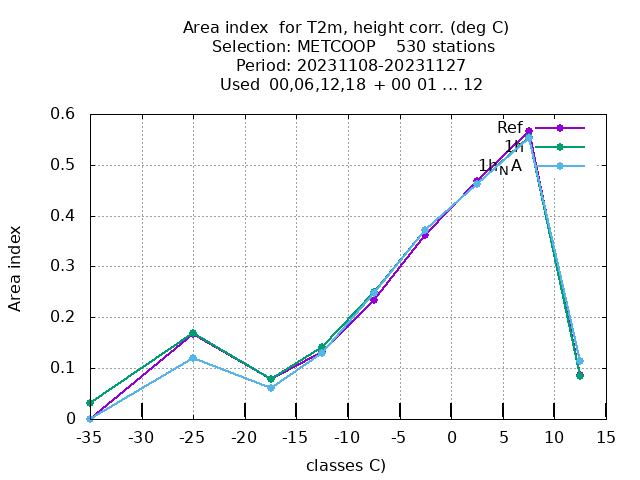 Area index  for T2m, height corr. (deg C)
Selection: METCOOP    530 stations
Period: 20231108-20231127
Used  00,06,12,18  + 00 01 ... 12
0.6
0.5
0.4
0.3
0.2
0.1
0
Area index
Ref
1h
1h_NA
-35 -30 -25 -20 -15 -10 -5 0 5 10 15
classes C)